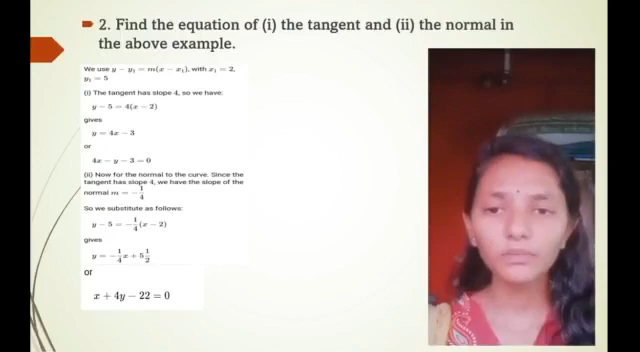 2. Find the equation of (i) the tangent and (ii) the normal in
the above example.
We use y − y₁ = m(x − x₁), with x₁ = 2,
y₁ = 5
(i) The tangent has slope 4, so we have:
y − 5 = 4(x − 2)
gives
y = 4x − 3
or
4x − y − 3 = 0
(ii) Now for the normal to the curve. Since the
tangent has slope 4, we have the slope of the
normal m = −1/4
So we substitute as follows:
y − 5 = −1/4(x − 2)
gives
y = −1/4x + 5 1/2
or
x + 4y − 22 = 0